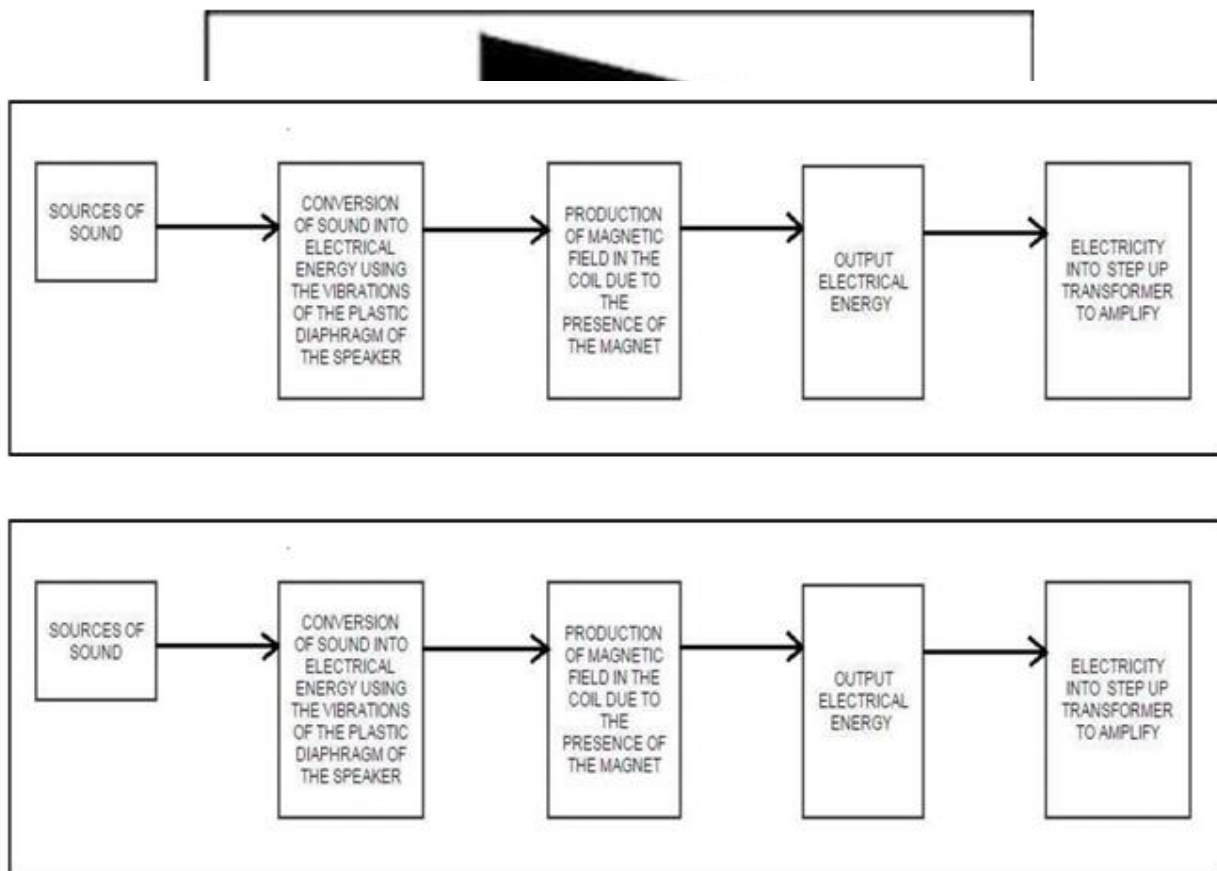 SOURCES OF
SOUND
CONVERSION
OF SOUND INTO
ELECTRICAL
ENERGY USING
THE VIBRATIONS
OF THE PLASTIC
DIAPHRAGM OF
THE SPEAKER
PRODUCTION
OF MAGNETIC
FIELD IN THE
COIL DUE TO
THE
PRESENCE OF
THE MAGNET
OUTPUT
ELECTRICAL
ENERGY
ELECTRICITY
INTO STEP UP
TRANSFORMER
TO AMPLIFY
SOURCES OF
SOUND
CONVERSION
OF SOUND INTO
ELECTRICAL
ENERGY USING
THE VIBRATIONS
OF THE PLASTIC
DIAPHRAGM OF
THE SPEAKER
PRODUCTION
OF MAGNETIC
FIELD IN THE
COIL DUE TO
THE
PRESENCE OF
THE MAGNET
OUTPUT
ELECTRICAL
ENERGY
ELECTRICITY
INTO STEP UP
TRANSFORMER
TO AMPLIFY